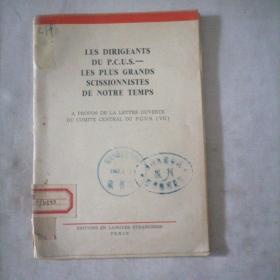 LES DIRIGEANTS
DU P.C.U.S.—
LES PLUS GRANDS
SCISSIONNISTES
DE NOTRE TEMPS
A PROPOS DE LA LETTRE OUVERTE
DU COMITE CENTRAL DU P.C.U.S. (VII)
EDITIONS EN LANGUES ETRANGERES
PEKIN